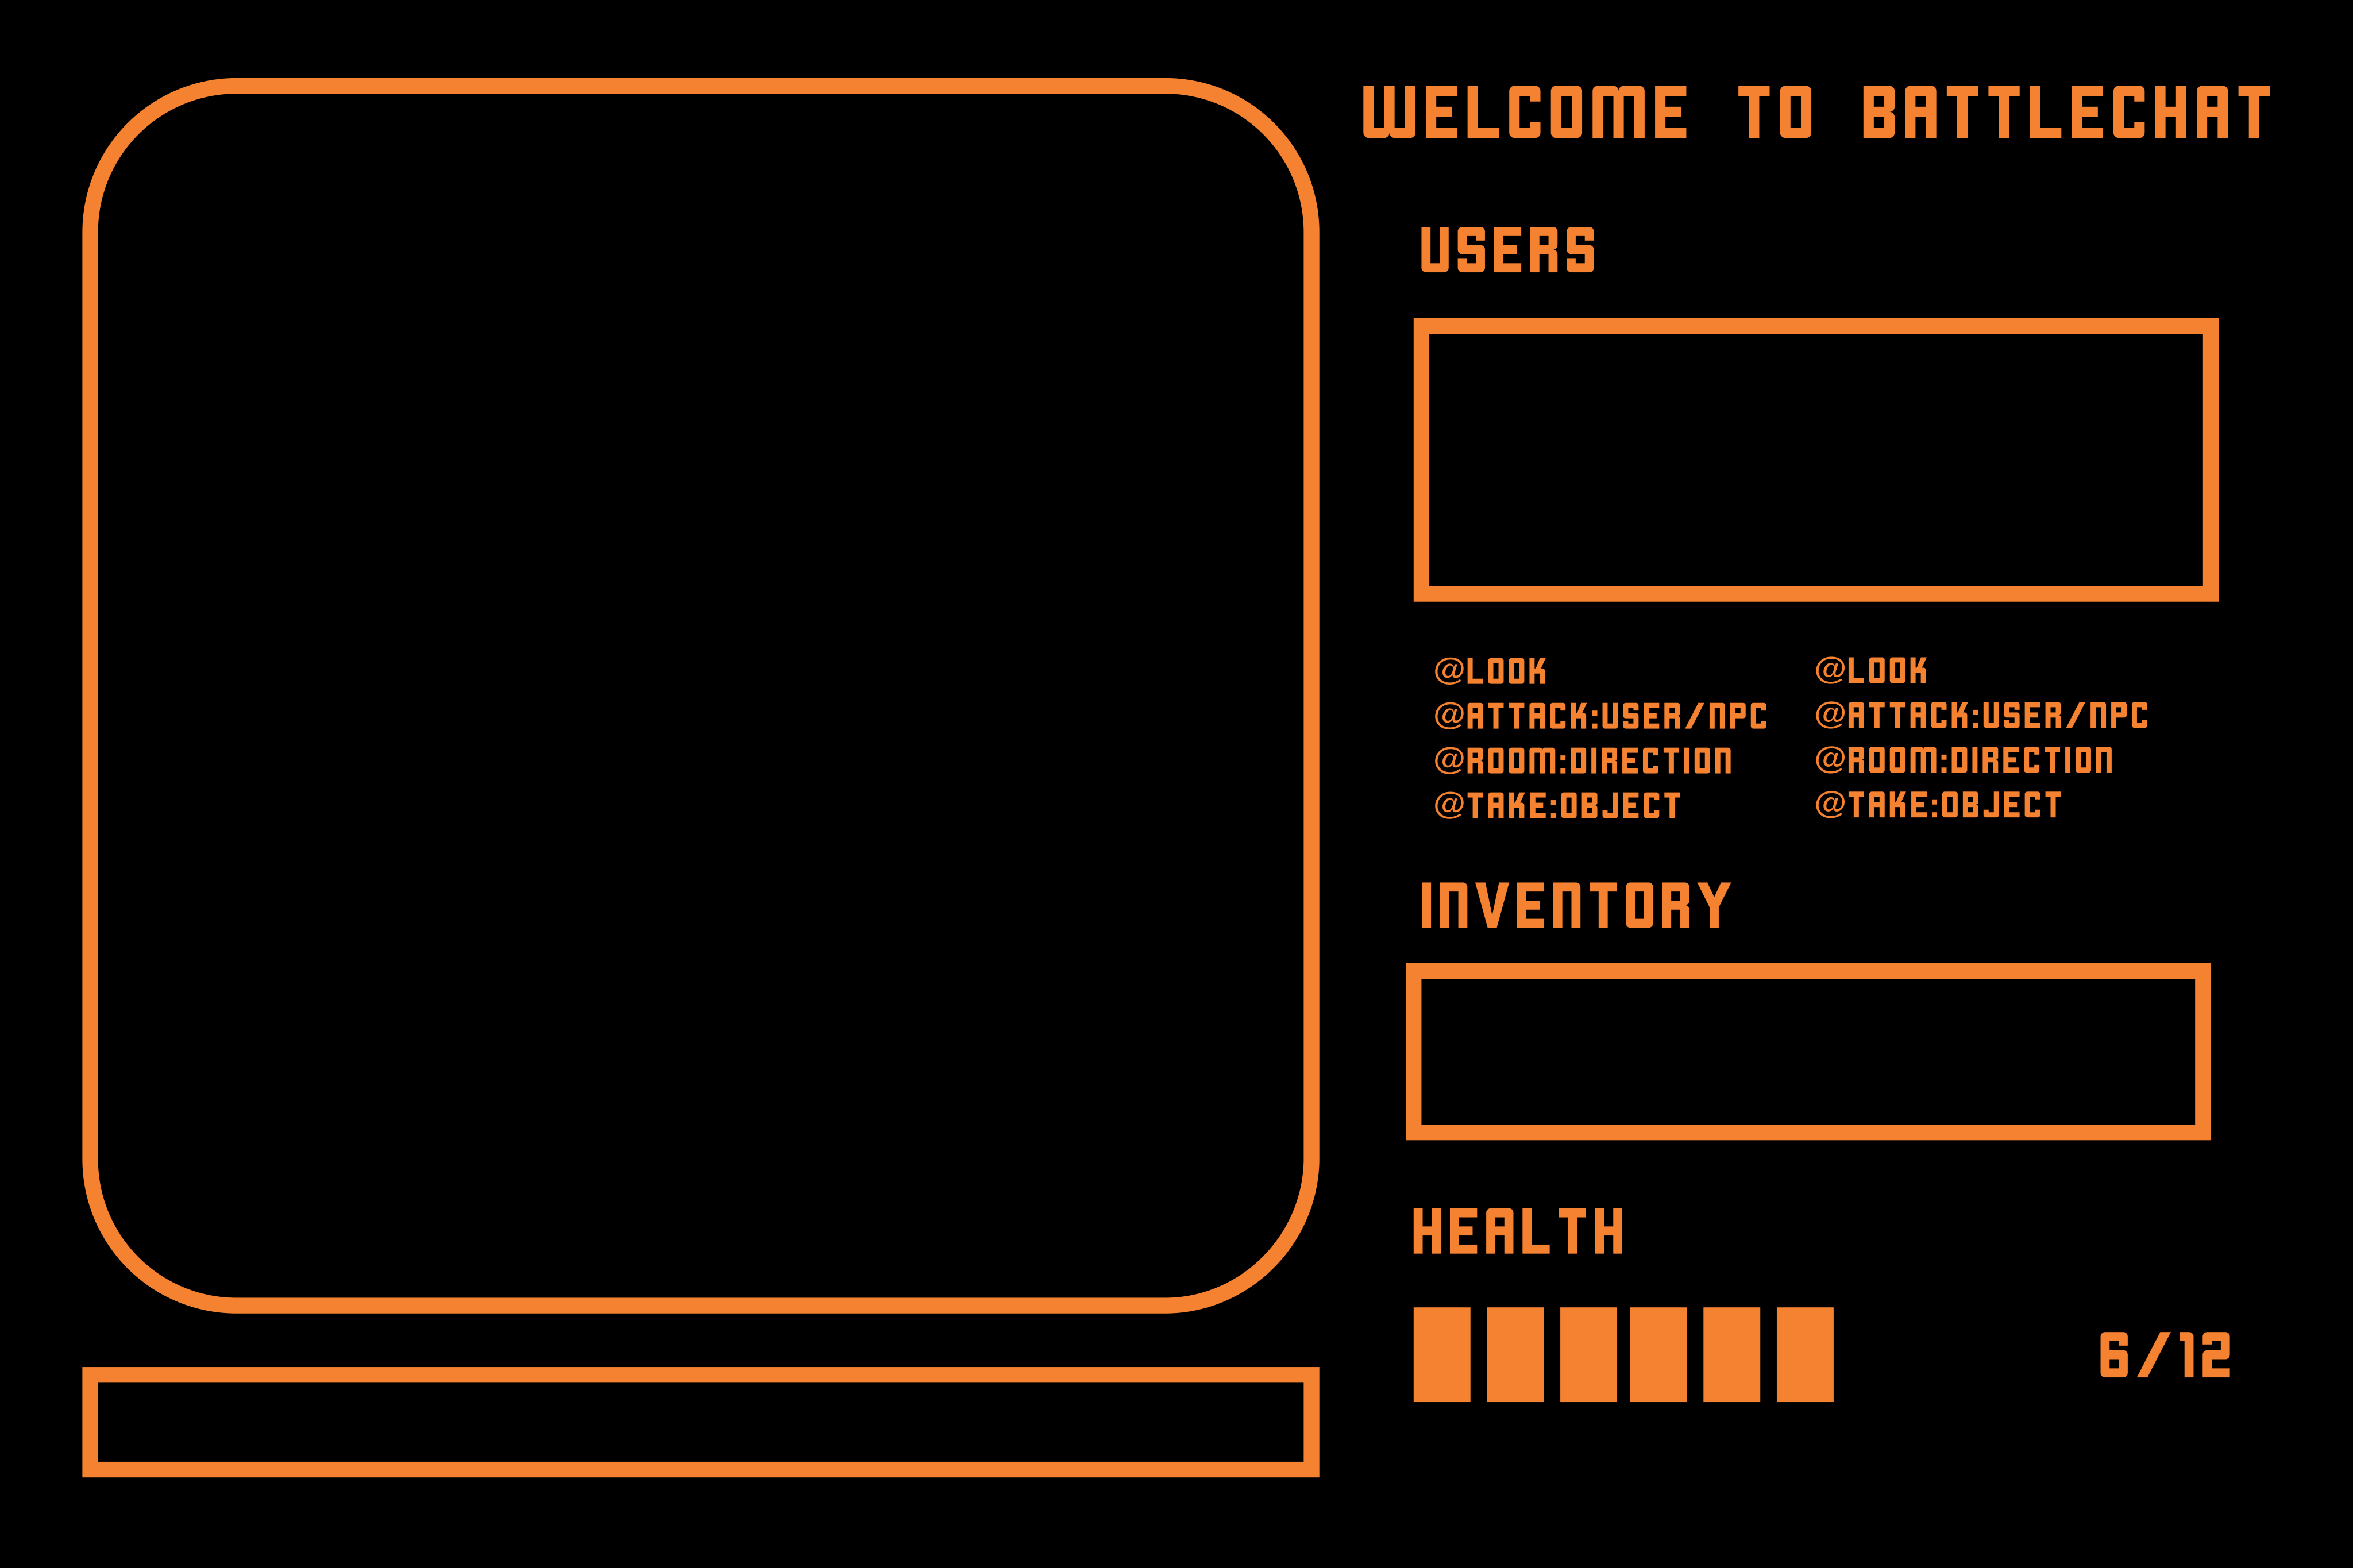 WELCOME TO BATTLECHAT
USERS
@LOOK
@ATTACK:USER/NPC
@ROOM:DIRECTION
@TAKE:OBJECT
@LOOK
@ATTACK:USER/NPC
@ROOM:DIRECTION
@TAKE:OBJECT
INVENTORY
HEALTH
6/12